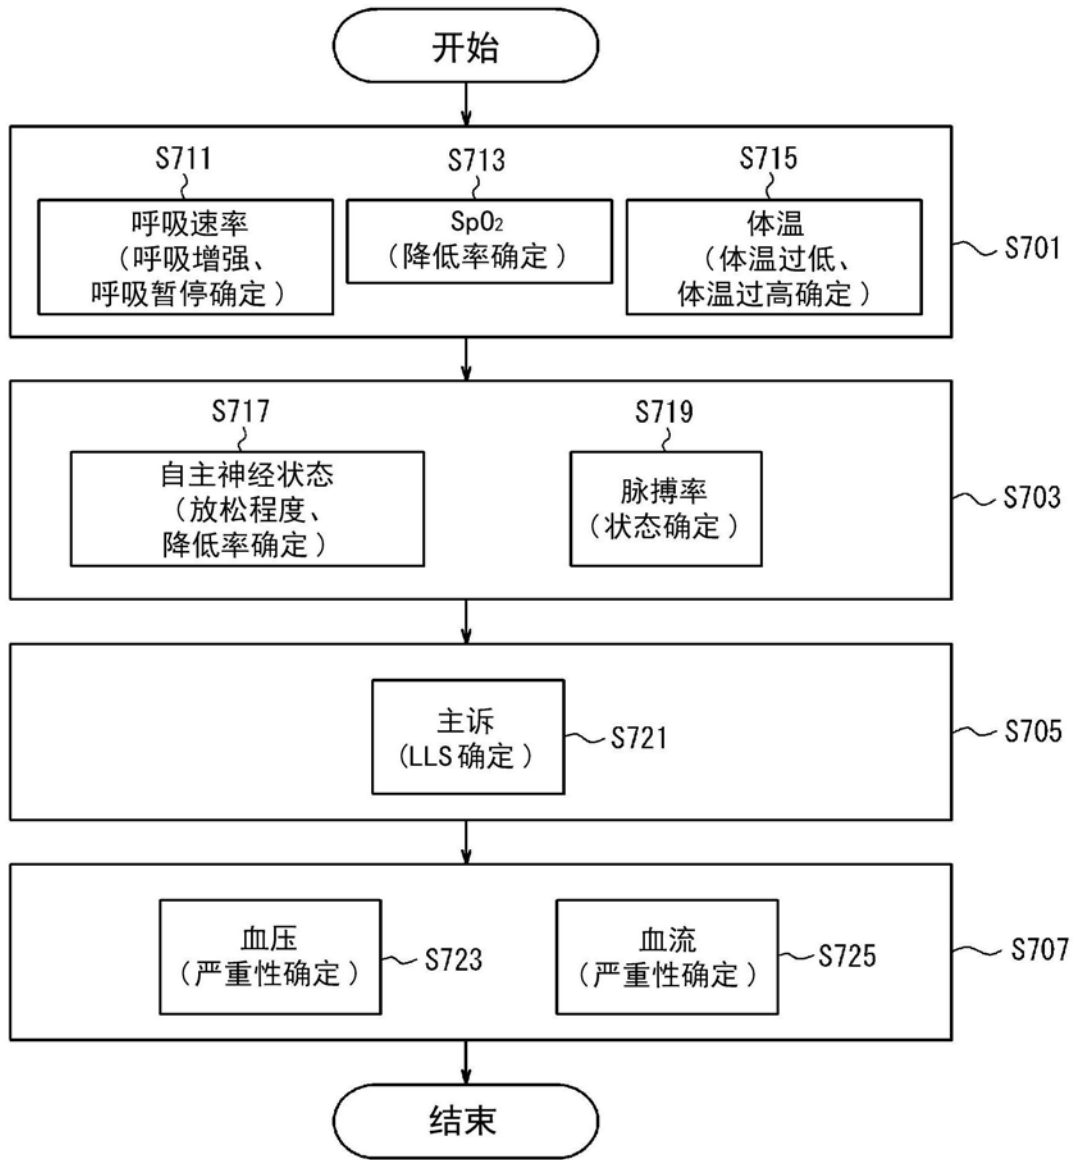 开始
S711
S713
S715
呼吸速率
（呼吸增强、
呼吸暂停确定）
SpO₂
（降低率确定）
体温
（体温过低、
体温过高确定）
S701
S717
S719
自主神经状态
（放松程度、
降低率确定）
脉搏率
（状态确定）
S703
主诉
(LLS确定）
S721
S705
血压
（严重性确定）
S723
血流
（严重性确定）
S725
S707
结束